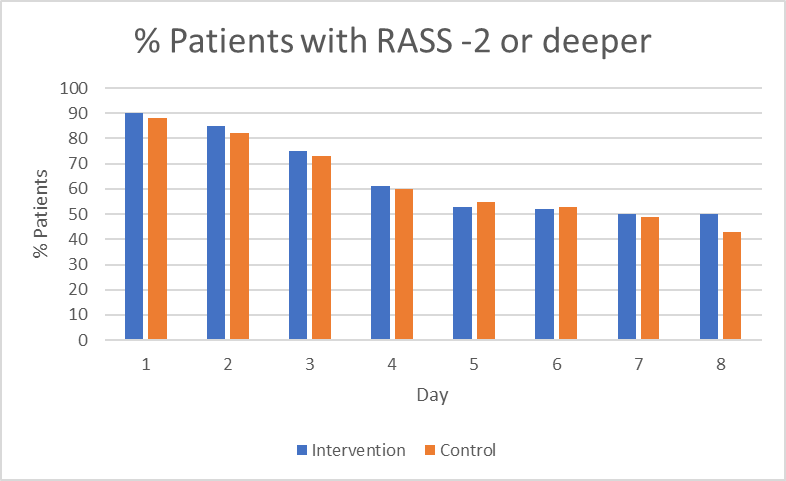 % Patients with RASS -2 or deeper
100
90
80
70
60
50
40
30
20
10
0
% Patients
1 2 3 4 5 6 7 8
Day
Intervention Control